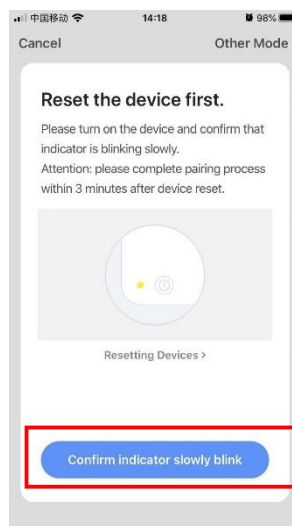 中国移动 14:18 98%
Cancel Other Mode
Reset the device first.
Please turn on the device and confirm that
indicator is blinking slowly.
Attention: please complete pairing process
within 3 minutes after device reset.
Resetting Devices >
Confirm indicator slowly blink